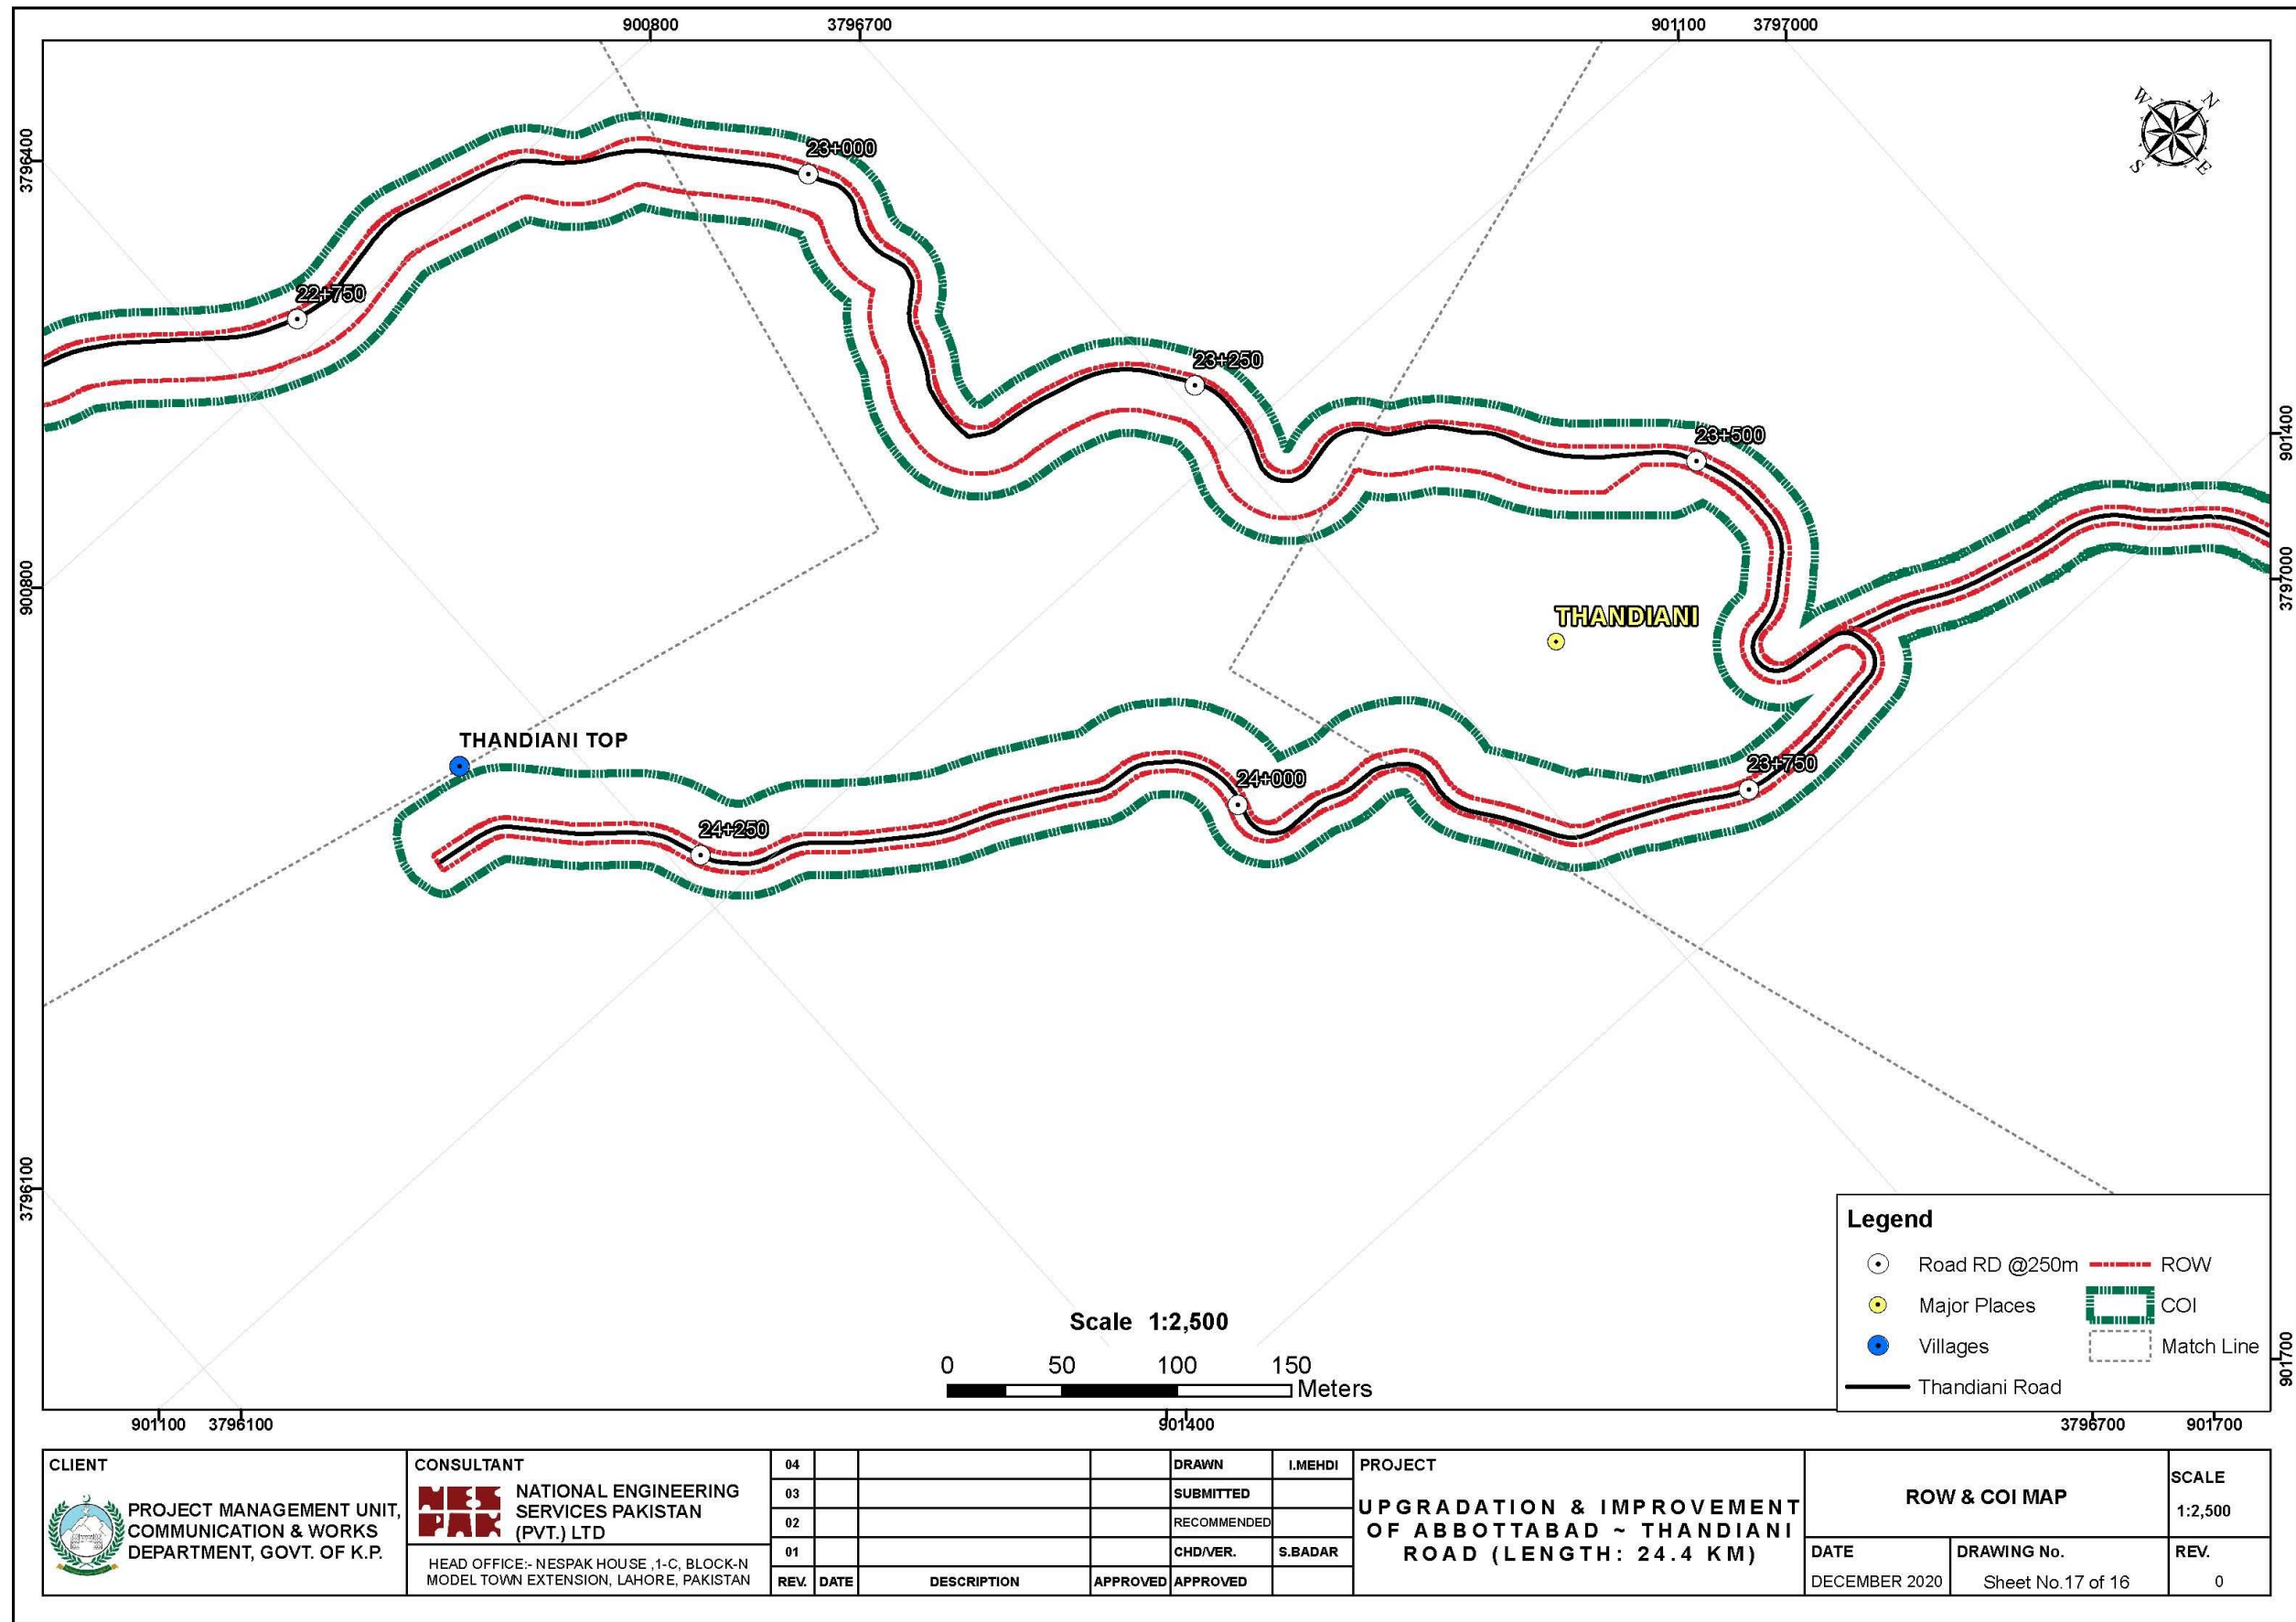 900800
3796700
901100
3797000
3796400
900800
3796100
901400
3797000
901700
W
N
S
E
23+000
22+750
23+250
23+500
THANDIANI
THANDIANI TOP
23+750
24+000
24+250
Legend
Road RD @250m
ROW
Major Places
COI
Villages
Match Line
Thandiani Road
Scale 1:2,500
0 50 100 150
Meters
901100
3796100
901400
3796700
901700
CLIENT
PROJECT MANAGEMENT UNIT,
COMMUNICATION & WORKS
DEPARTMENT, GOVT. OF K.P.
CONSULTANT
NES
PAK
NATIONAL ENGINEERING
SERVICES PAKISTAN
(PVT.) LTD
HEAD OFFICE:- NESPAK HOUSE ,1-C, BLOCK-N
MODEL TOWN EXTENSION, LAHORE, PAKISTAN
04 DRAWN I.MEHDI
03 SUBMITTED
02 RECOMMENDED
01 CHD/VER. S.BADAR
REV. DATE DESCRIPTION APPROVED APPROVED
PROJECT
UPGRADATION & IMPROVEMENT
OF ABBOTTABAD ~ THANDIANI
ROAD (LENGTH: 24.4 KM)
ROW & COI MAP
SCALE
1:2,500
DATE
DECEMBER 2020
DRAWING No.
Sheet No.17 of 16
REV.
0